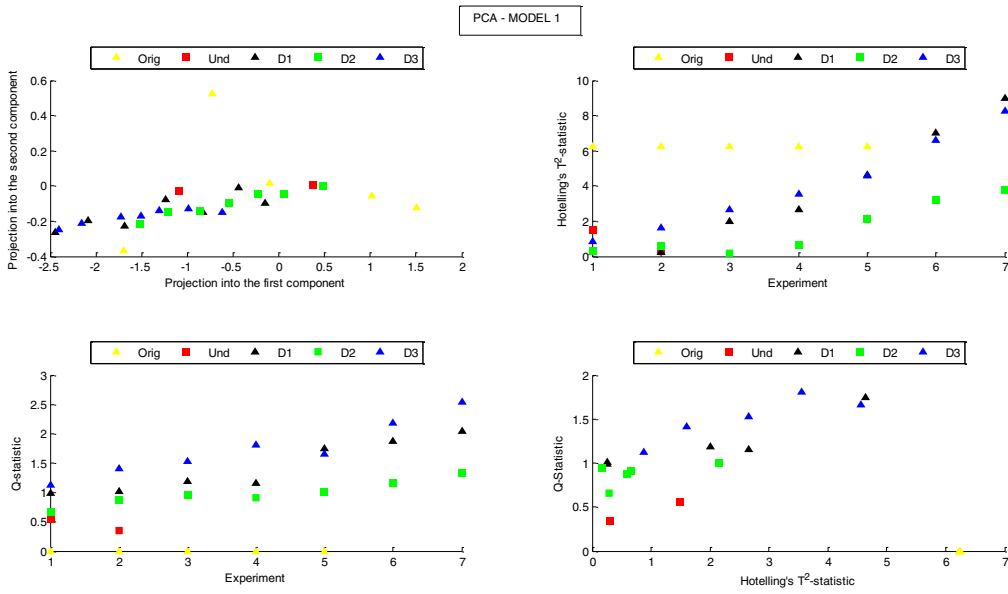 PCA - MODEL 1
Orig Und D1 D2 D3
Projection into the second component
0.6
0.4
0.2
0
-0.2
-0.4
-2.5 -2 -1.5 -1 -0.5 0 0.5 1 1.5 2
Projection into the first component
Orig Und D1 D2 D3
Hotelling's T²-statistic
10
8
6
4
2
0
1 2 3 4 5 6 7
Experiment
Orig Und D1 D2 D3
Q-statistic
3
2.5
2
1.5
1
0.5
0
1 2 3 4 5 6 7
Experiment
Orig Und D1 D2 D3
Q-Statistic
2
1.5
1
0.5
0
0 1 2 3 4 5 6 7
Hotelling's T²-statistic